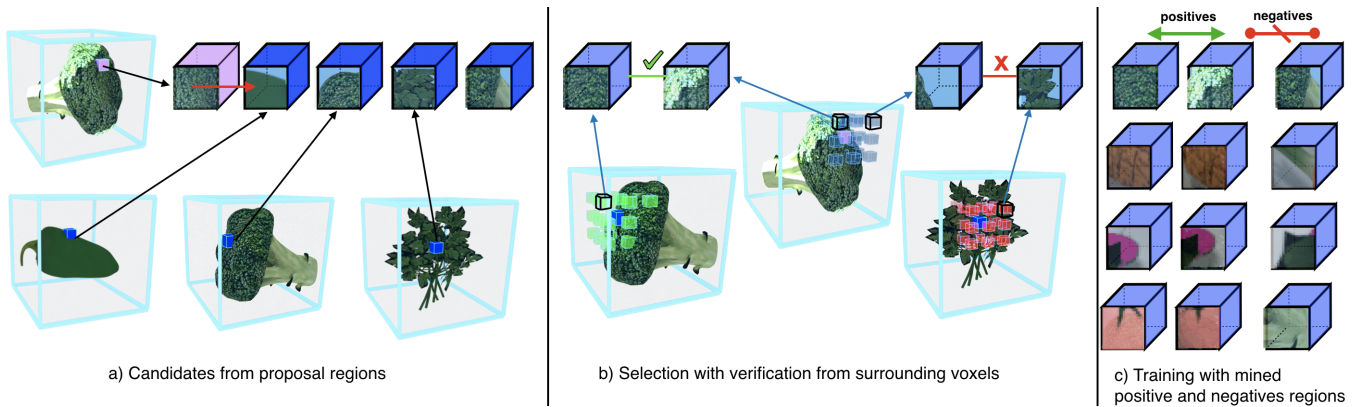 positives
negatives
X
a) Candidates from proposal regions
b) Selection with verification from surrounding voxels
c) Training with mined
positive and negatives regions